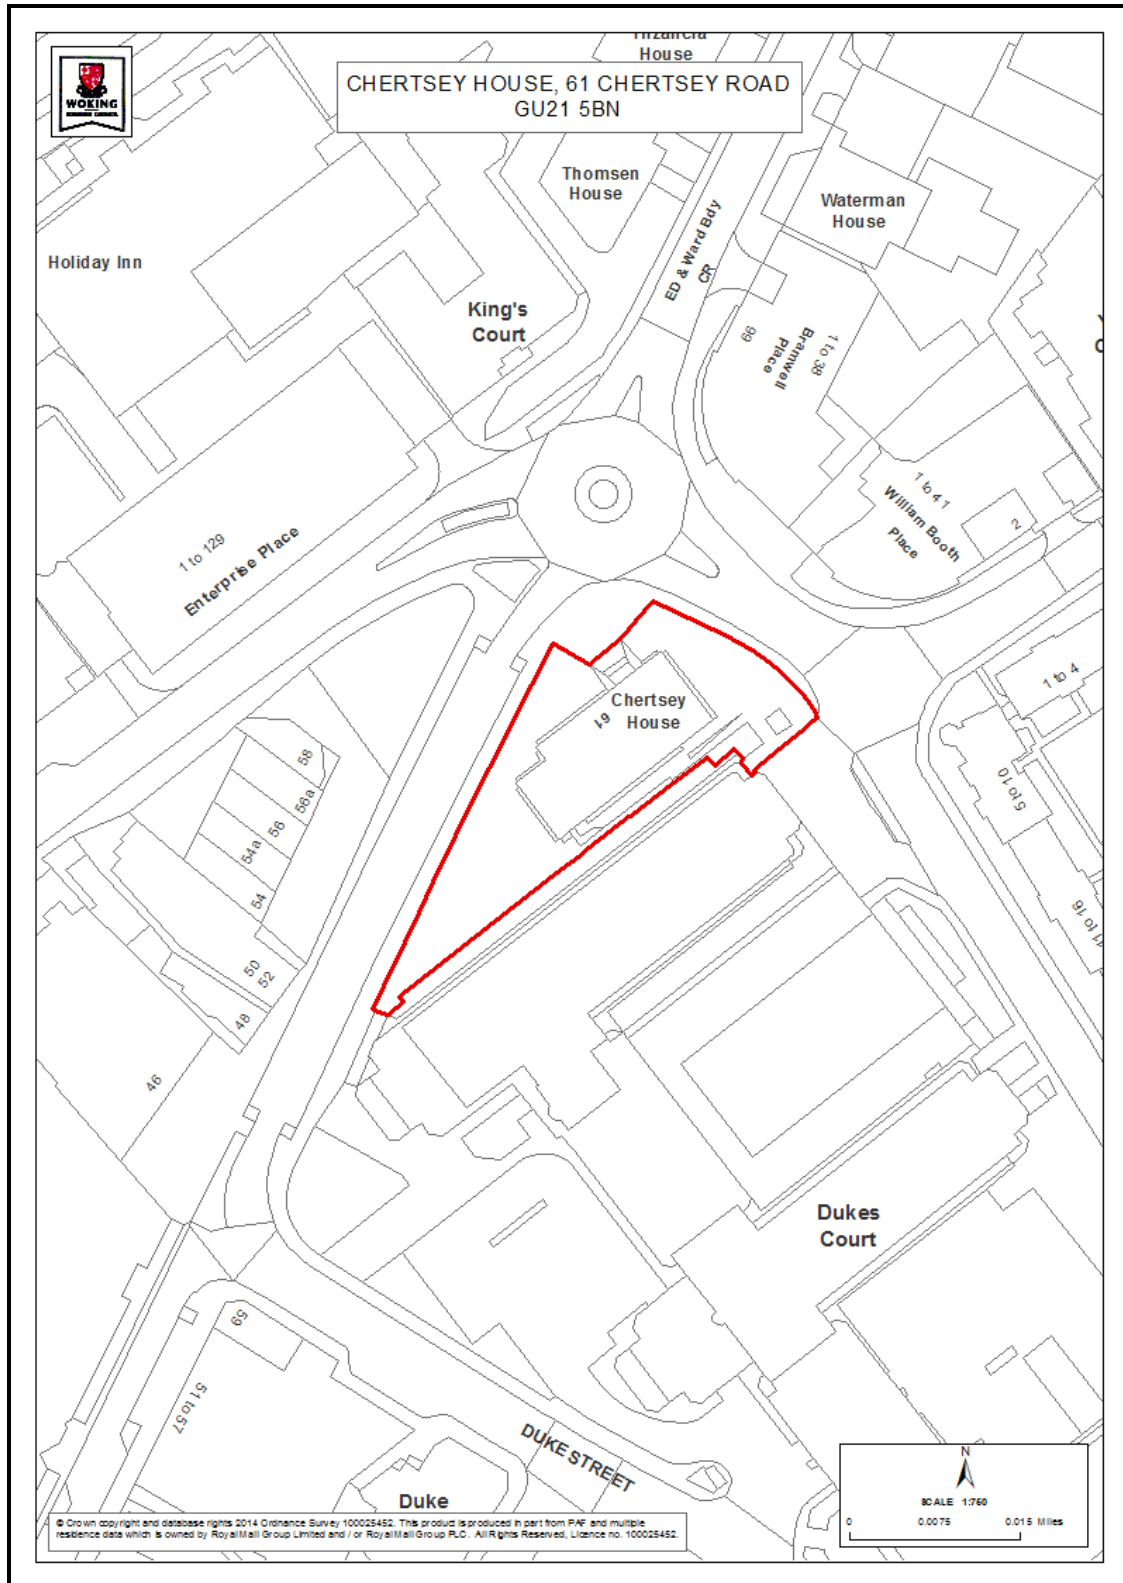 House
CHERTSEY HOUSE, 61 CHERTSEY ROAD
GU21 5BN
WOKING
Thomsen
House
Waterman
House
ED & Ward Bdy
CR
Holiday Inn
King's
Court
99
1 to 38
Bramwell
Place
1 to 41
William Booth
Place
2
1 to 129
Enterprise Place
1 to 4
Chertsey
House
61
58
56a
56
54a
54
5 to 10
11 to 16
50
52
48
46
Dukes
Court
59
51 to 57
DUKE STREET
Duke
N
SCALE 1:750
0 0.0075 0.015 Miles
© Crown copyright and database rights 2014 Ordnance Survey 100025452. This product is produced in part from PAF and multiple
residence data which is owned by Royal Mail Group Limited and / or Royal Mail Group PLC. All Rights Reserved, Licence no. 100025452.